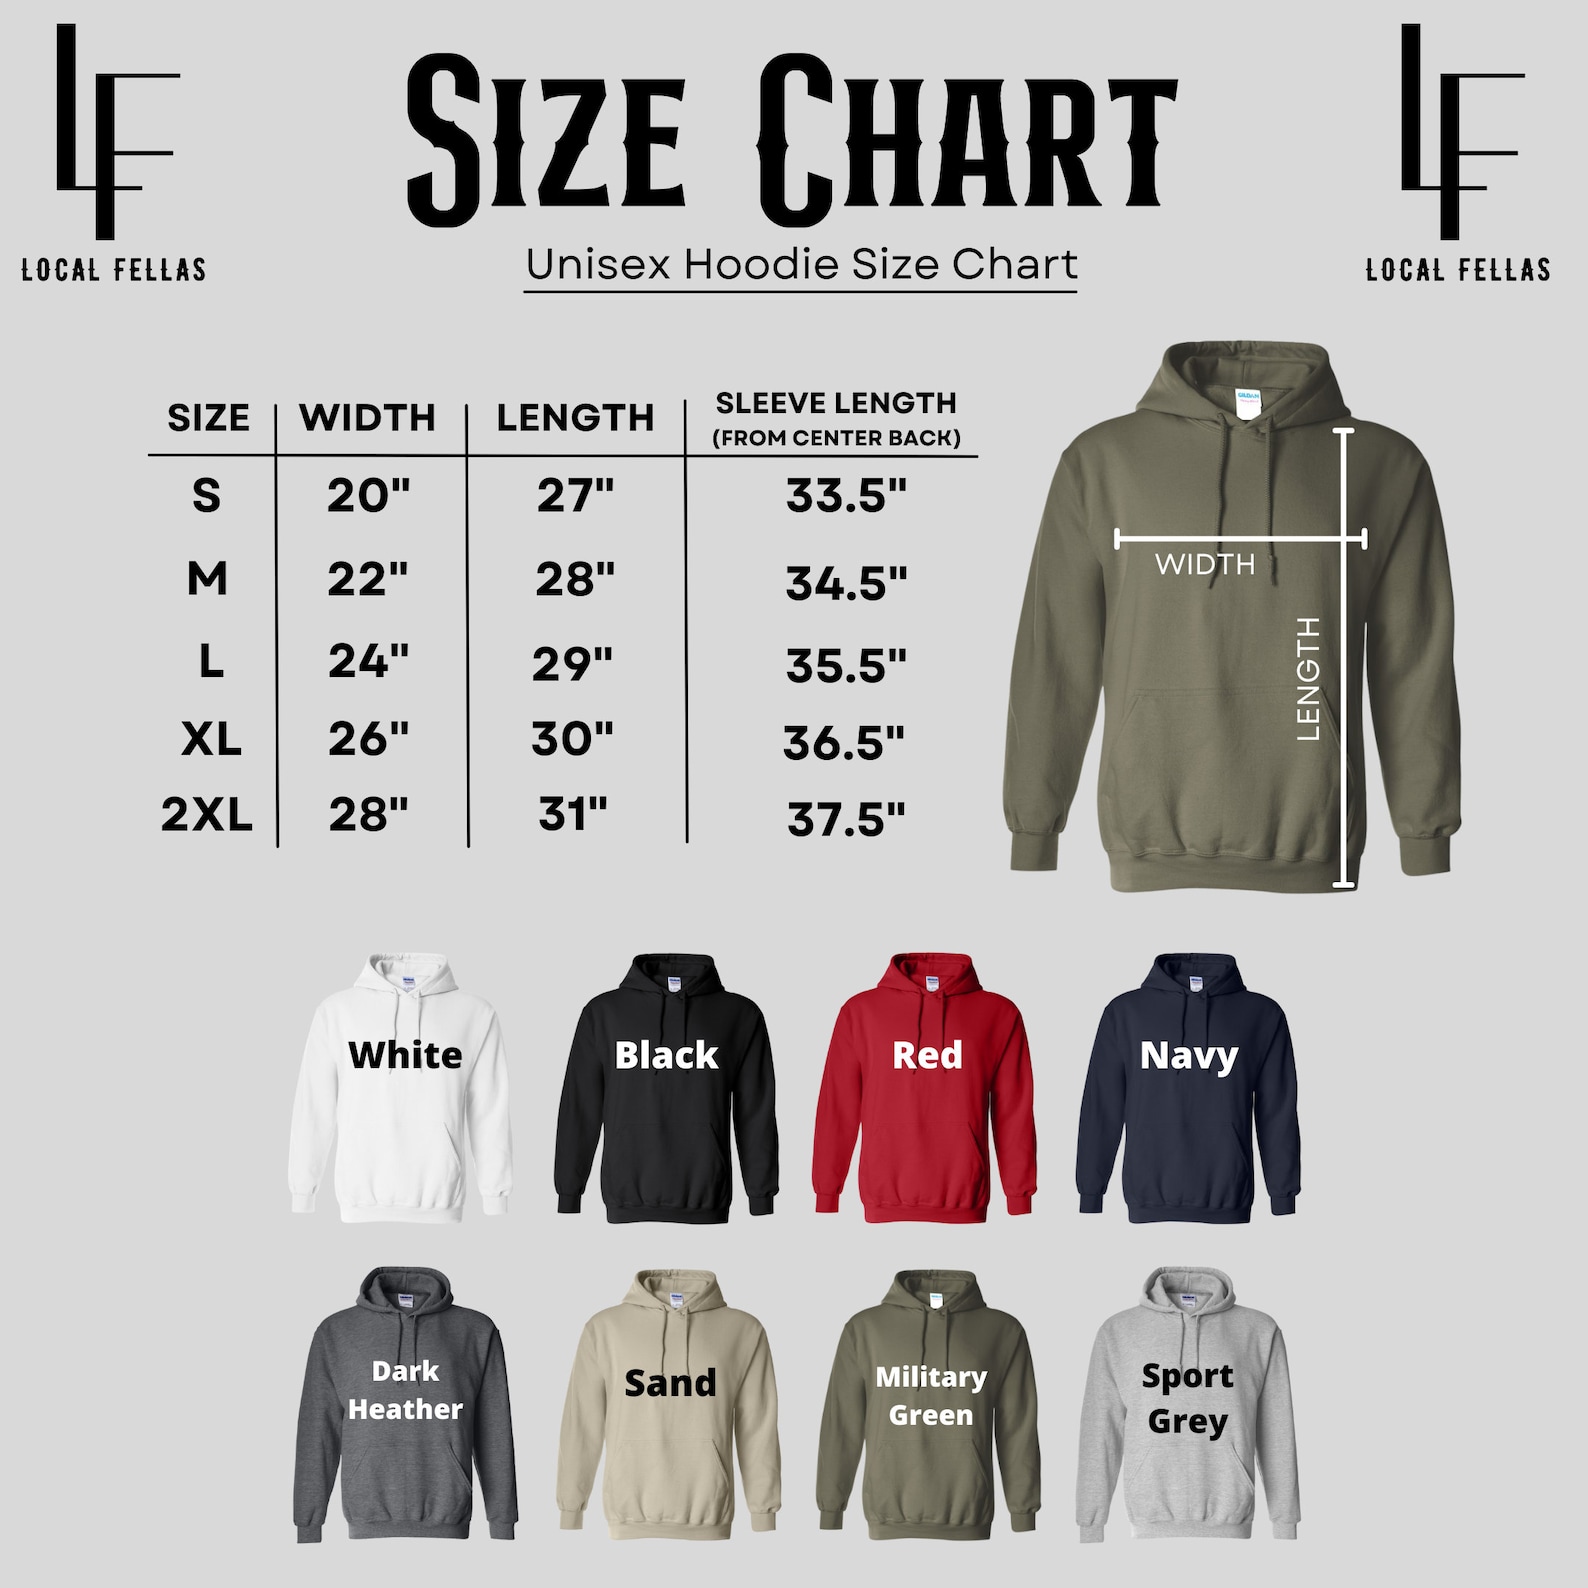 LF
LOCAL FELLAS
SIZE CHART
Unisex Hoodie Size Chart
LF
LOCAL FELLAS
SIZE WIDTH LENGTH SLEEVE LENGTH
(FROM CENTER BACK)
S 20" 27" 33.5"
M 22" 28" 34.5"
L 24" 29" 35.5"
XL 26" 30" 36.5"
2XL 28" 31" 37.5"
GILDAN
WIDTH
LENGTH
White
Black
Red
Navy
Dark
Heather
Sand
Military
Green
Sport
Grey